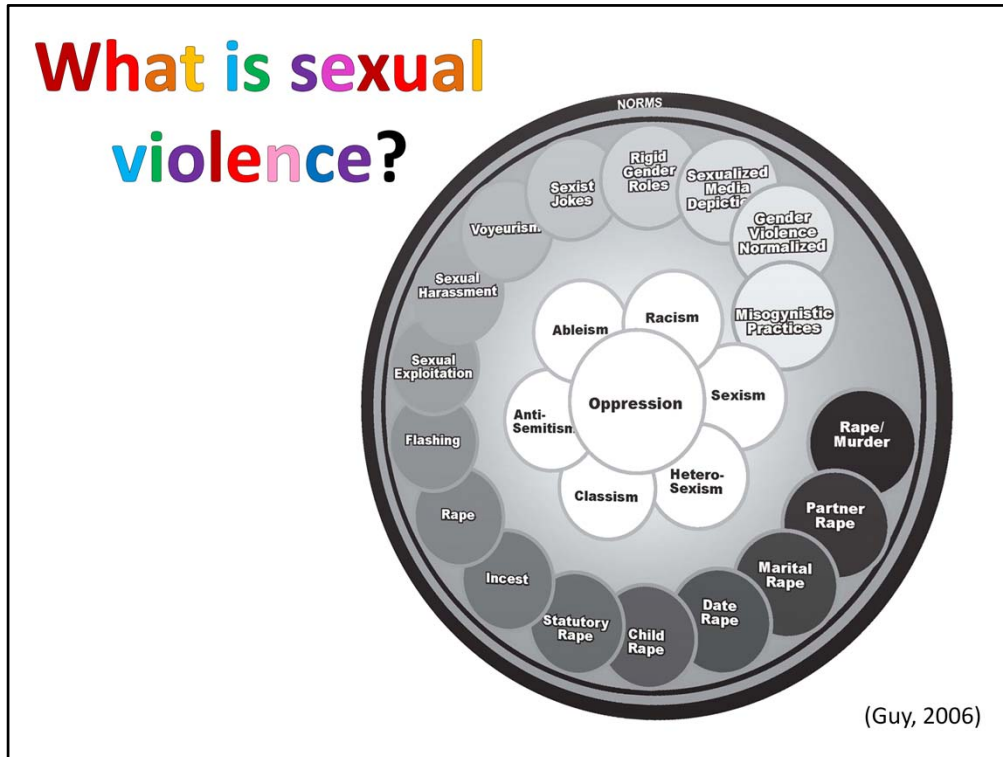 What is sexual
violence?
NORMS
Rigid
Gender
Roles
Sexualized
Media
Depictions
Gender
Violence
Normalized
Misogynistic
Practices
Sexist
Jokes
Voyeurism
Sexual
Harassment
Sexual
Exploitation
Flashing
Rape
Incest
Statutory
Rape
Child
Rape
Date
Rape
Marital
Rape
Partner
Rape
Rape/
Murder
Oppression
Ableism
Racism
Sexism
Hetero-
Sexism
Classism
Anti-
Semitism
(Guy, 2006)